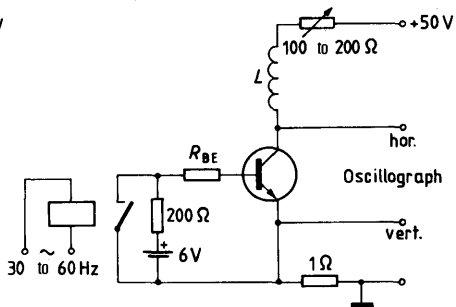 +50V
100 to 200 Ω
L
hor.
R BE
Oscillograph
200 Ω
+
6V
vert.
1Ω
~
30 to 60 Hz